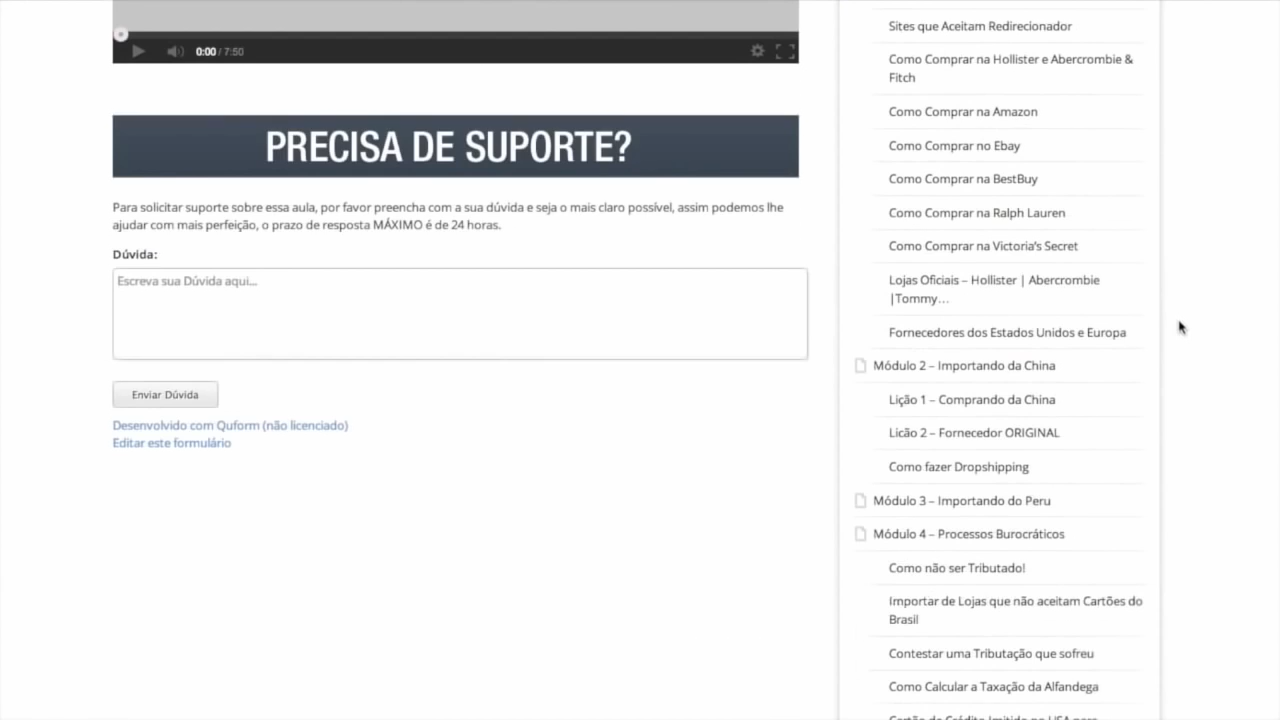 0:00 / 7:50
PRECISA DE SUPORTE?
Para solicitar suporte sobre essa aula, por favor preencha com a sua dúvida e seja o mais claro possível, assim podemos lhe
ajudar com mais perfeição, o prazo de resposta MÁXIMO é de 24 horas.
Dúvida:
Escreva sua Dúvida aqui...
Enviar Dúvida
Desenvolvido com Quform (não licenciado)
Editar este formulário
Sites que Aceitam Redirecionador
Como Comprar na Hollister e Abercrombie &
Fitch
Como Comprar na Amazon
Como Comprar no Ebay
Como Comprar na BestBuy
Como Comprar na Ralph Lauren
Como Comprar na Victoria's Secret
Lojas Oficiais – Hollister | Abercrombie
|Tommy…
Fornecedores dos Estados Unidos e Europa
Módulo 2 – Importando da China
Lição 1 – Comprando da China
Licão 2 – Fornecedor ORIGINAL
Como fazer Dropshipping
Módulo 3 – Importando do Peru
Módulo 4 – Processos Burocráticos
Como não ser Tributado!
Importar de Lojas que não aceitam Cartões do
Brasil
Contestar uma Tributação que sofreu
Como Calcular a Taxação da Alfandega